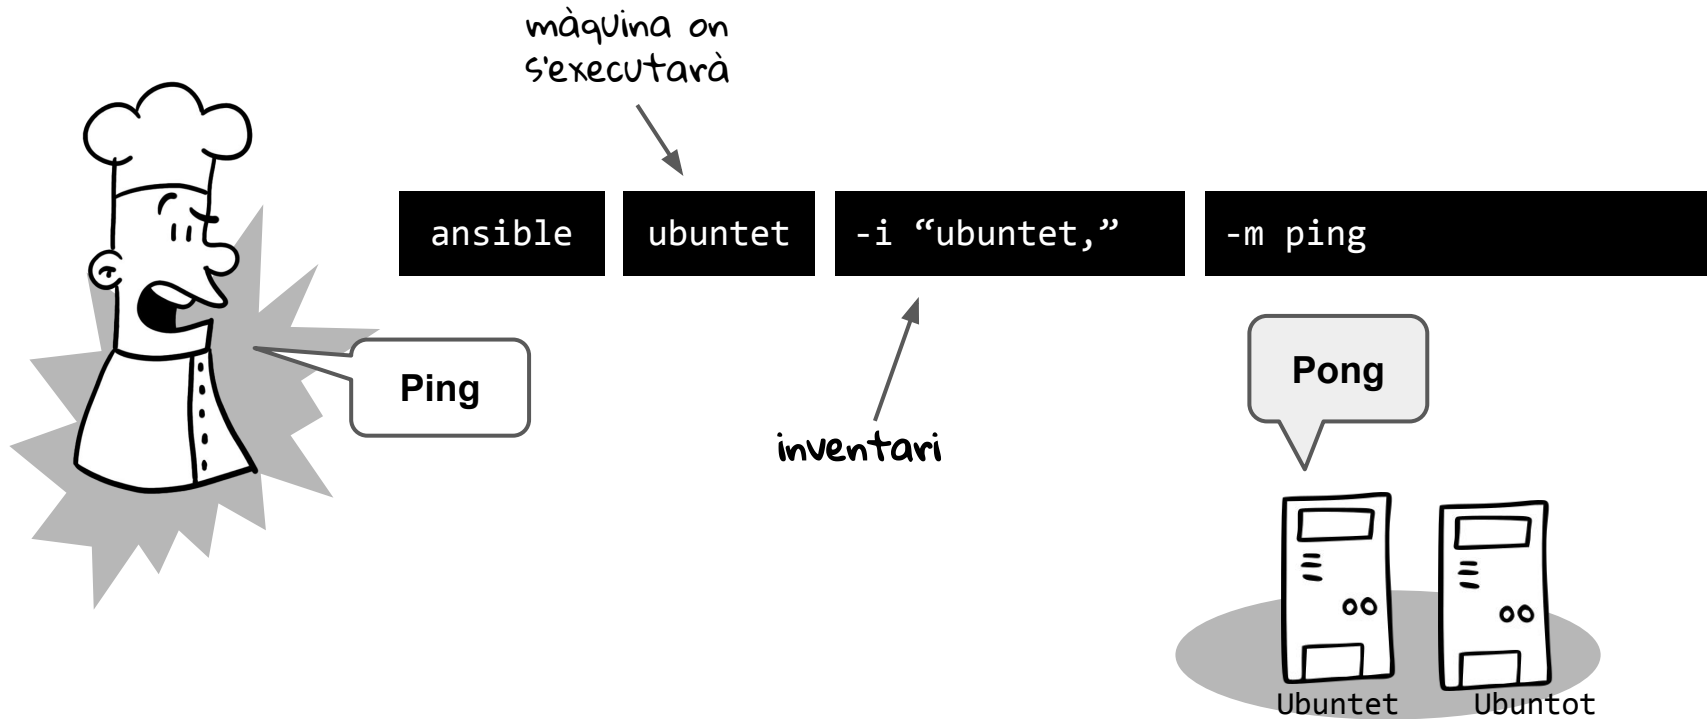 màquina on
s'executarà
ansible ubuntet -i “ubuntet,” -m ping
Ping
inventari
Pong
Ubuntet Ubuntot